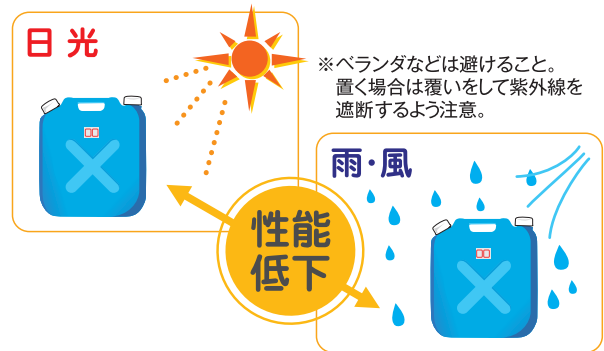 日光
※ベランダなどは避けること。
置く場合は覆いをして紫外線を
遮断するよう注意。
雨・風
性能
低下